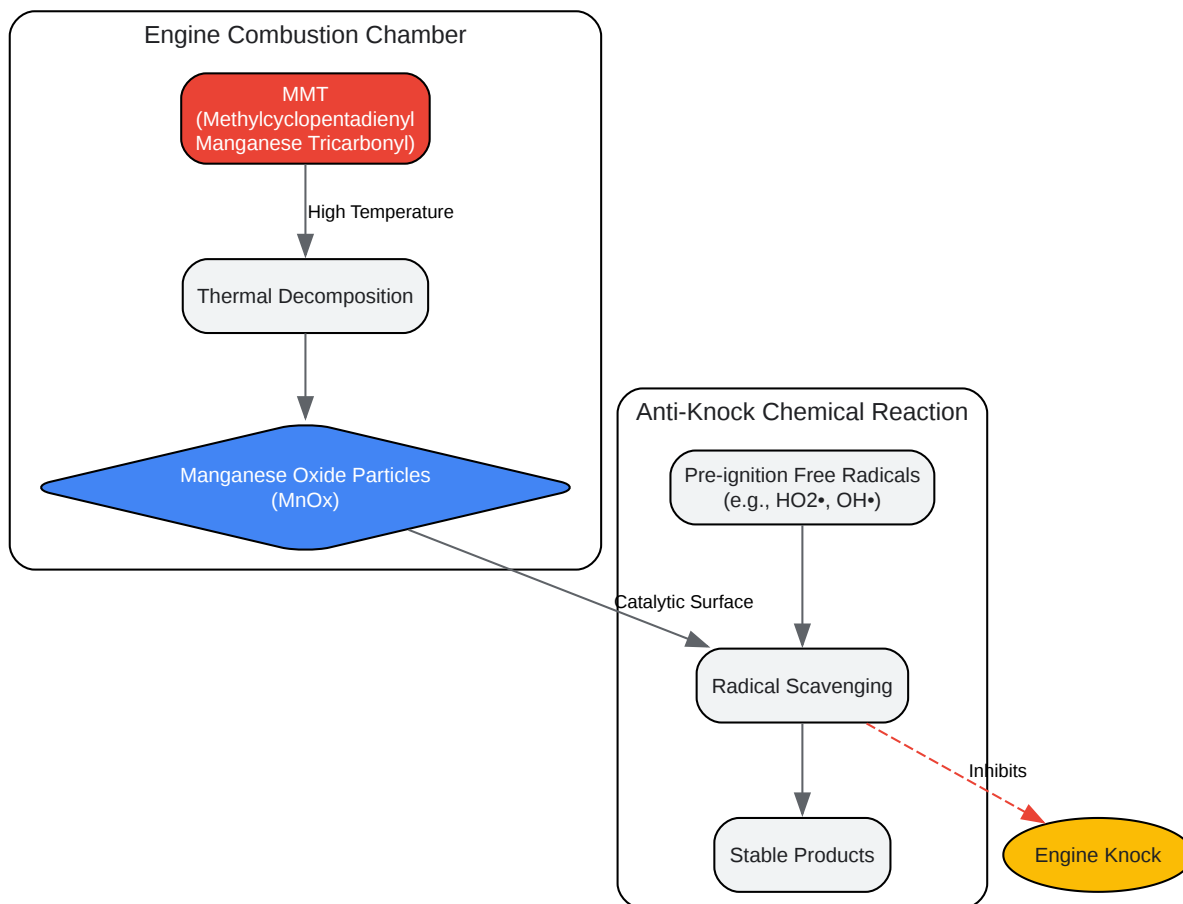 Engine Combustion Chamber
MMT
(Methylcyclopentadienyl
Manganese Tricarbonyl)
High Temperature
Thermal Decomposition
Manganese Oxide Particles
(MnOx)
Anti-Knock Chemical Reaction
Pre-ignition Free Radicals
(e.g., HO2•, OH•)
Catalytic Surface
Radical Scavenging
Inhibits
Stable Products
Engine Knock